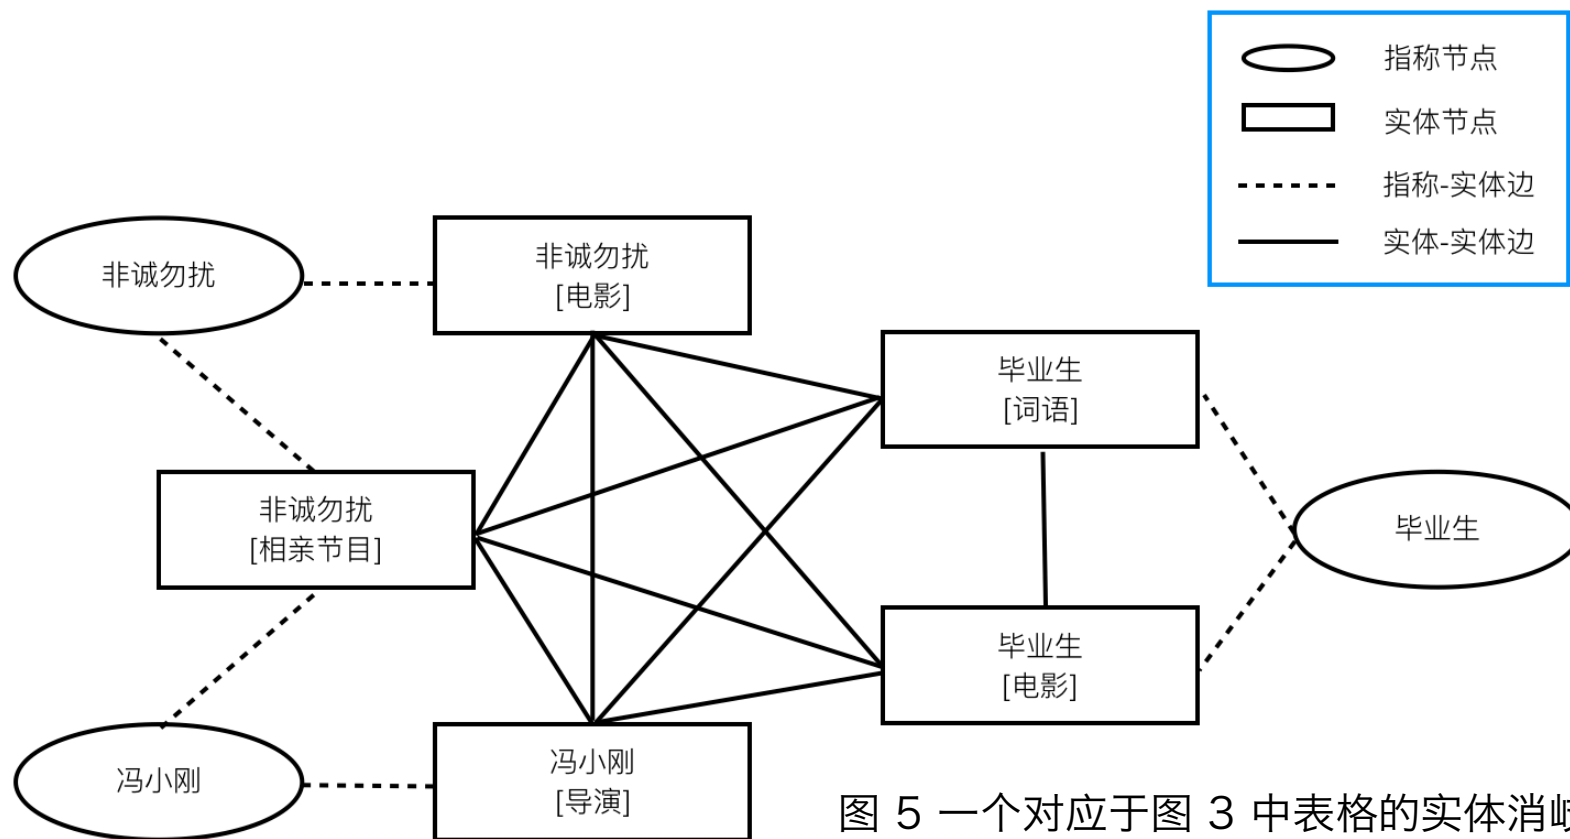 指称节点
实体节点
指称-实体边
实体-实体边
非诚勿扰
非诚勿扰
[电影]
毕业生
[词语]
非诚勿扰
[相亲节目]
毕业生
毕业生
[电影]
冯小刚
冯小刚
[导演]
图 5 一个对应于图 3 中表格的实体消歧